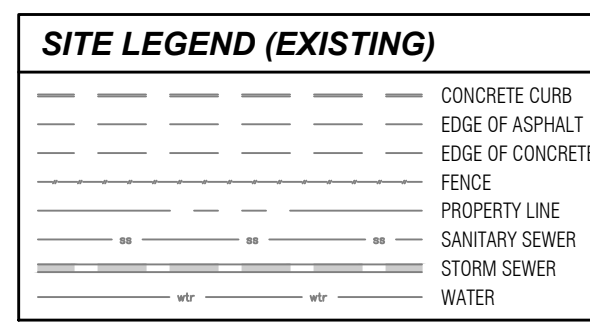 SITE LEGEND (EXISTING)
CONCRETE CURB
EDGE OF ASPHALT
EDGE OF CONCRETE
FENCE
PROPERTY LINE
ss ss ss SANITARY SEWER
STORM SEWER
wtr wtr WATER